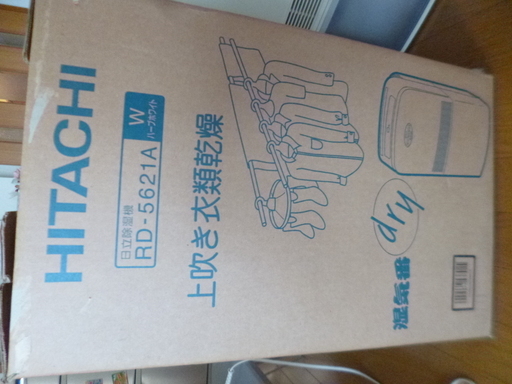 HITACHI
日立除湿機
RD-5621A
W
パープホワイト
上吹き衣類乾燥
dry
湿気番